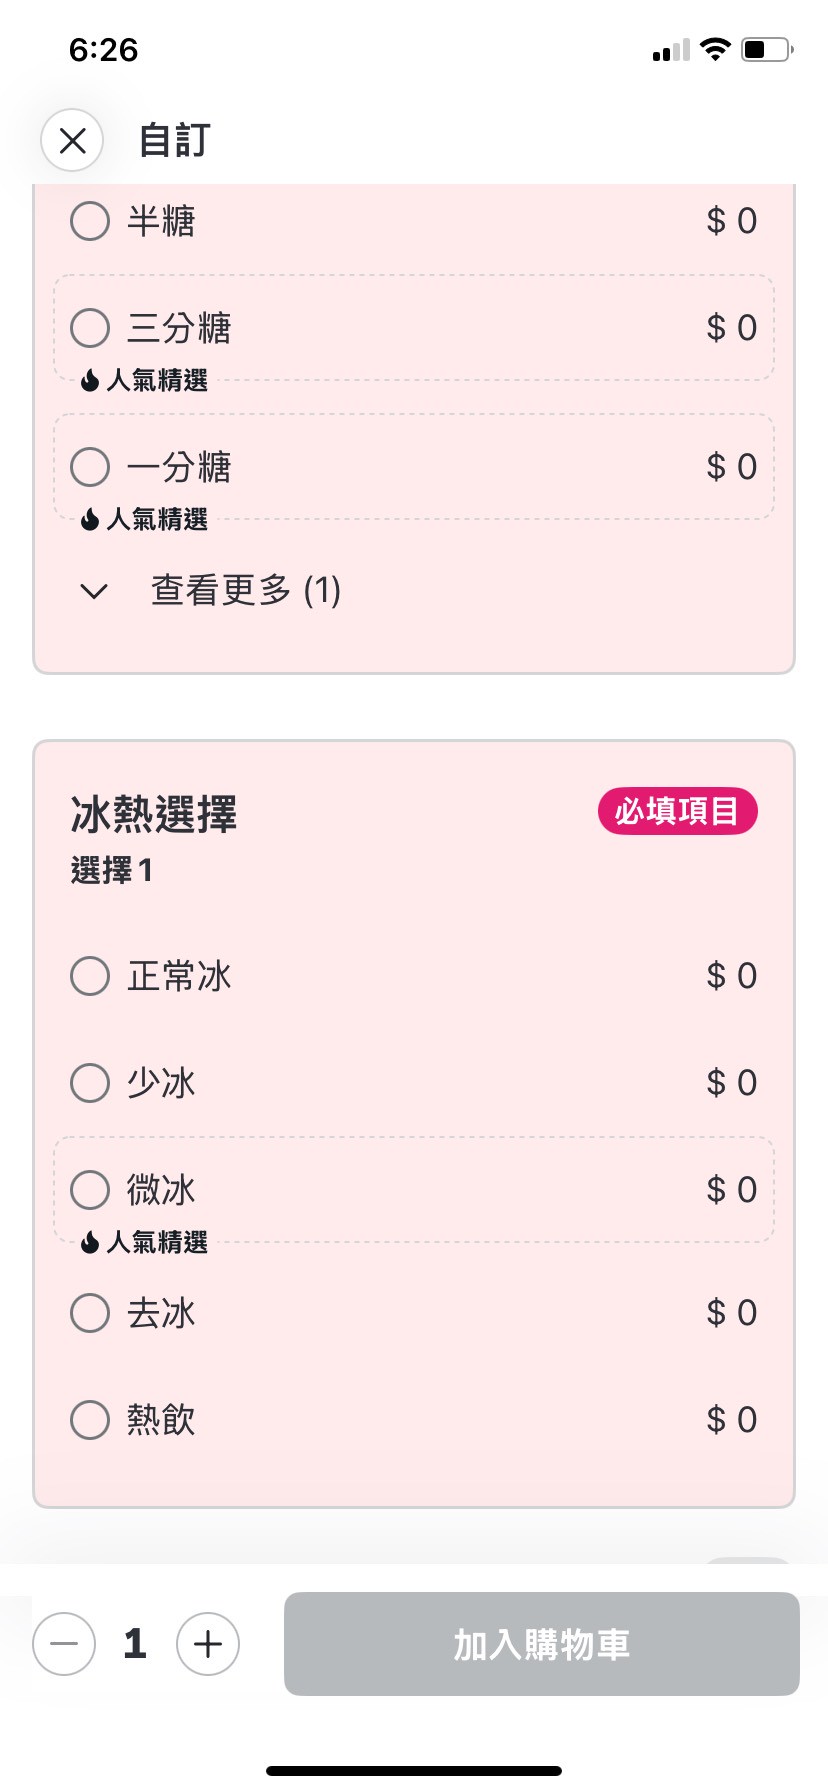 6:26
自訂
半糖 $ 0
三分糖 $ 0
人氣精選
一分糖 $ 0
人氣精選
查看更多 (1)
冰熱選擇 必填項目
選擇 1
正常冰 $ 0
少冰 $ 0
微冰 $ 0
人氣精選
去冰 $ 0
熱飲 $ 0
1 加入購物車